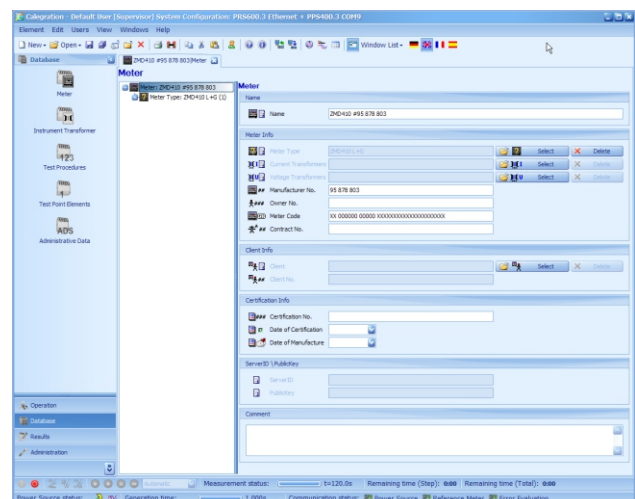 Calegration - Default User [Supervisor] System Configuration: PRS600.3 Ethernet + PPS400.3 COM9
Element Edit Users View Windows Help
New Open Window List
Database
ZMD410 #95 878 803|Meter
Meter
Meter: ZMD410 #95 878 803
Meter Type: ZMD410 L+G (1)
Meter
Instrument Transformer
Test Procedures
Test Point Elements
ADS
Administrative Data
Operation
Database
Results
Administration
Meter
Name
Name ZMD410 #95 878 803
Meter Info
Meter Type ZMD410 L+G Select Delete
Current Transformers Select Delete
Voltage Transformers Select Delete
Manufacturer No. 95 878 803
Owner No.
Meter Code
Contract No.
Client Info
Client Select Delete
Client No.
Certification Info
Certification No.
Date of Certification
Date of Manufacture
ServerID \ PublicKey
ServerID
PublicKey
Comment
Automatic Measurement status: t=120.0s Remaining time (Step): 0:00 Remaining time (Total): 0:00
Power Source status: Generation time: 1.000s Communication status: Power Source Reference Meter Error Evaluation